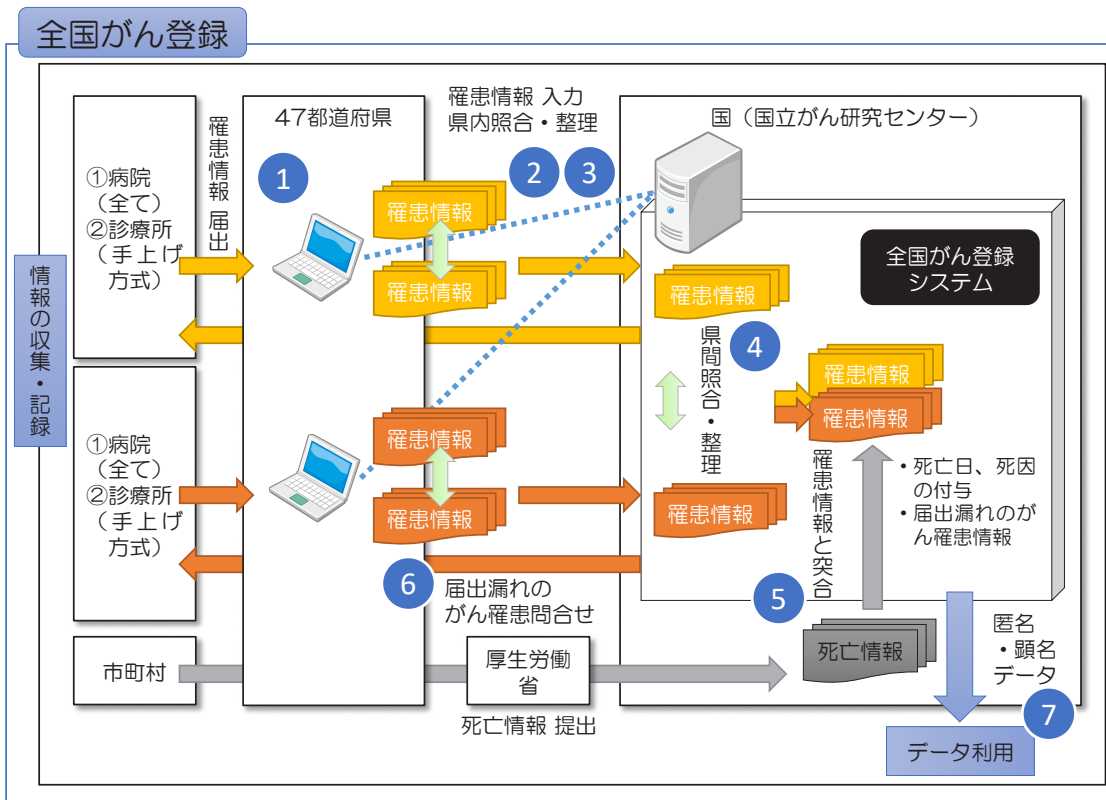 全国がん登録
情報の収集・記録
①病院
（全て）
②診療所
（手上げ
方式）
罹患情報 届出
47都道府県
1
罹患情報 入力
県内照合・整理
2
3
罹患情報
罹患情報
国（国立がん研究センター）
全国がん登録
システム
罹患情報
県間照合・整理
4
罹患情報
罹患情報
①病院
（全て）
②診療所
（手上げ
方式）
罹患情報
罹患情報
罹患情報
罹患情報と突合
・死亡日、死因
の付与
・届出漏れのが
ん罹患情報
6
届出漏れの
がん罹患問合せ
5
市町村
厚生労働
省
死亡情報 提出
死亡情報
匿名
・顕名
データ
7
データ利用